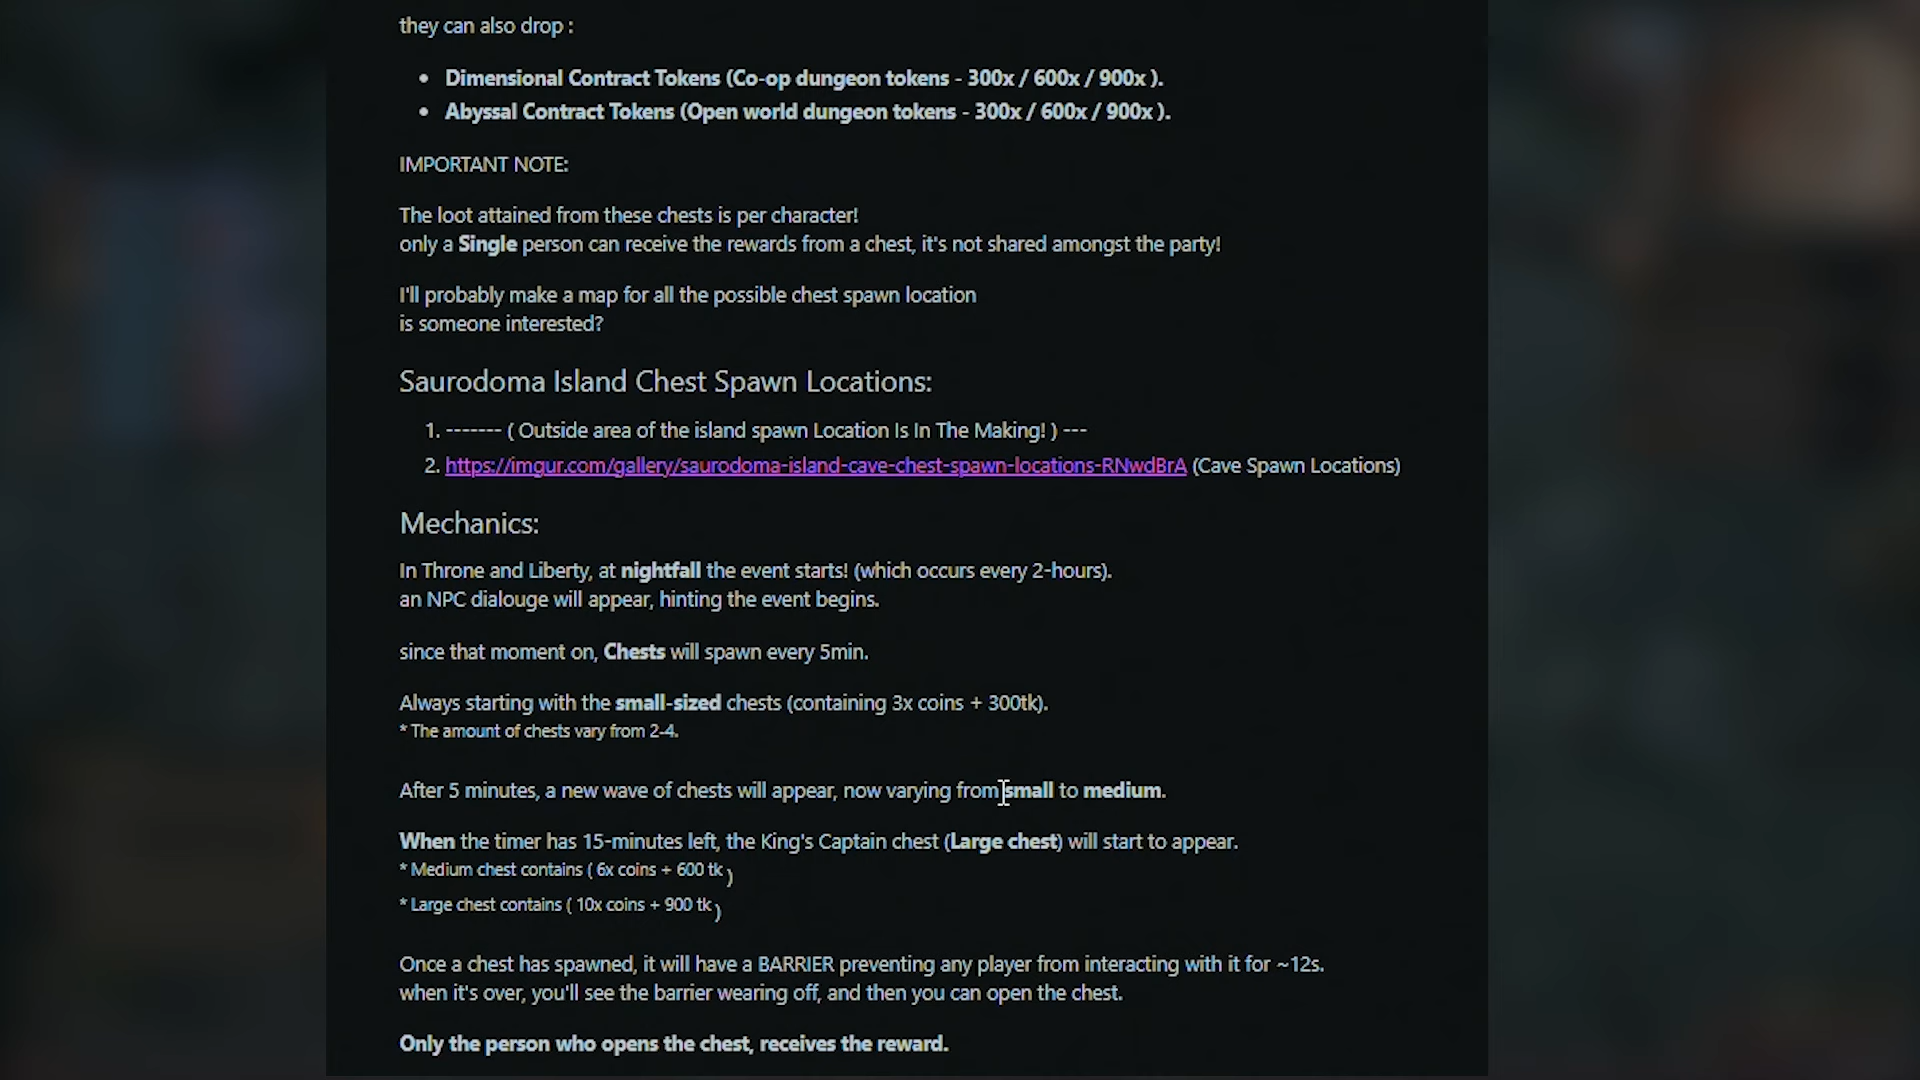 they can also drop :
• Dimensional Contract Tokens (Co-op dungeon tokens - 300x / 600x / 900x ).
• Abyssal Contract Tokens (Open world dungeon tokens - 300x / 600x / 900x ).
IMPORTANT NOTE:
The loot attained from these chests is per character!
only a Single person can receive the rewards from a chest, it's not shared amongst the party!
I'll probably make a map for all the possible chest spawn location
is someone interested?
Saurodoma Island Chest Spawn Locations:
1. ------- ( Outside area of the island spawn Location Is In The Making! ) ---
2. https://imgur.com/gallery/saurodoma-island-cave-chest-spawn-locations-RNwdBrA (Cave Spawn Locations)
Mechanics:
In Throne and Liberty, at nightfall the event starts! (which occurs every 2-hours).
an NPC dialouge will appear, hinting the event begins.
since that moment on, Chests will spawn every 5min.
Always starting with the small-sized chests (containing 3x coins + 300tk).
* The amount of chests vary from 2-4.
After 5 minutes, a new wave of chests will appear, now varying from small to medium.
When the timer has 15-minutes left, the King's Captain chest (Large chest) will start to appear.
* Medium chest contains ( 6x coins + 600 tk )
* Large chest contains ( 10x coins + 900 tk )
Once a chest has spawned, it will have a BARRIER preventing any player from interacting with it for ~12s.
when it's over, you'll see the barrier wearing off, and then you can open the chest.
Only the person who opens the chest, receives the reward.